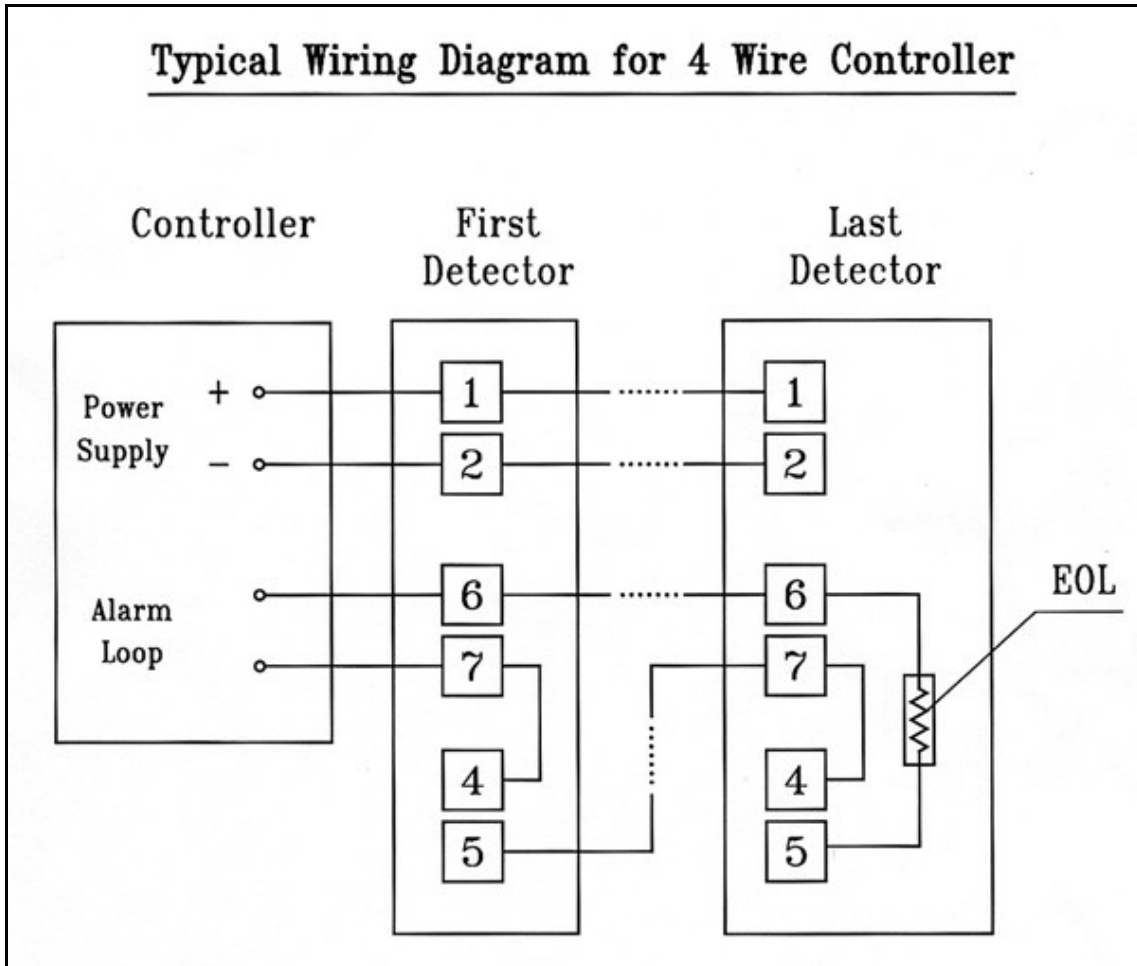 Typical Wiring Diagram for 4 Wire Controller
Controller
First
Detector
Last
Detector
Power
Supply
+
−
Alarm
Loop
1
2
6
7
4
5
1
2
6
7
4
5
EOL